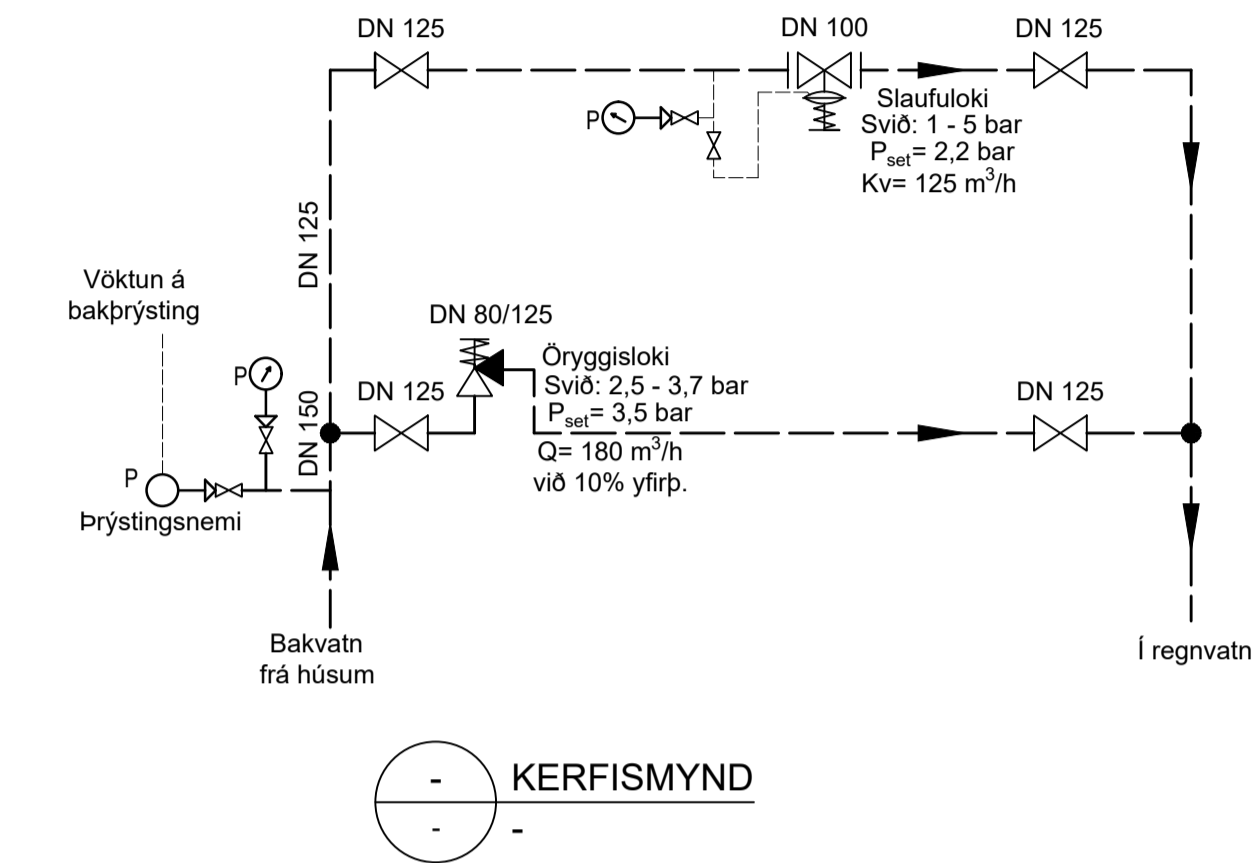 DN 125
DN 100
DN 125
P
Slaufuloki
Svið: 1 - 5 bar
Pset= 2,2 bar
Kv= 125 m3/h
DN 125
Vöktun á
bakþrýsting
DN 80/125
P
Öryggisloki
Svið: 2,5 - 3,7 bar
Pset= 3,5 bar
Q= 180 m3/h
við 10% yfirþ.
DN 125
DN 125
DN 150
P
Þrýstingsnemi
Bakvatn
frá húsum
Í regnvatn
-
KERFISMYND
-
-